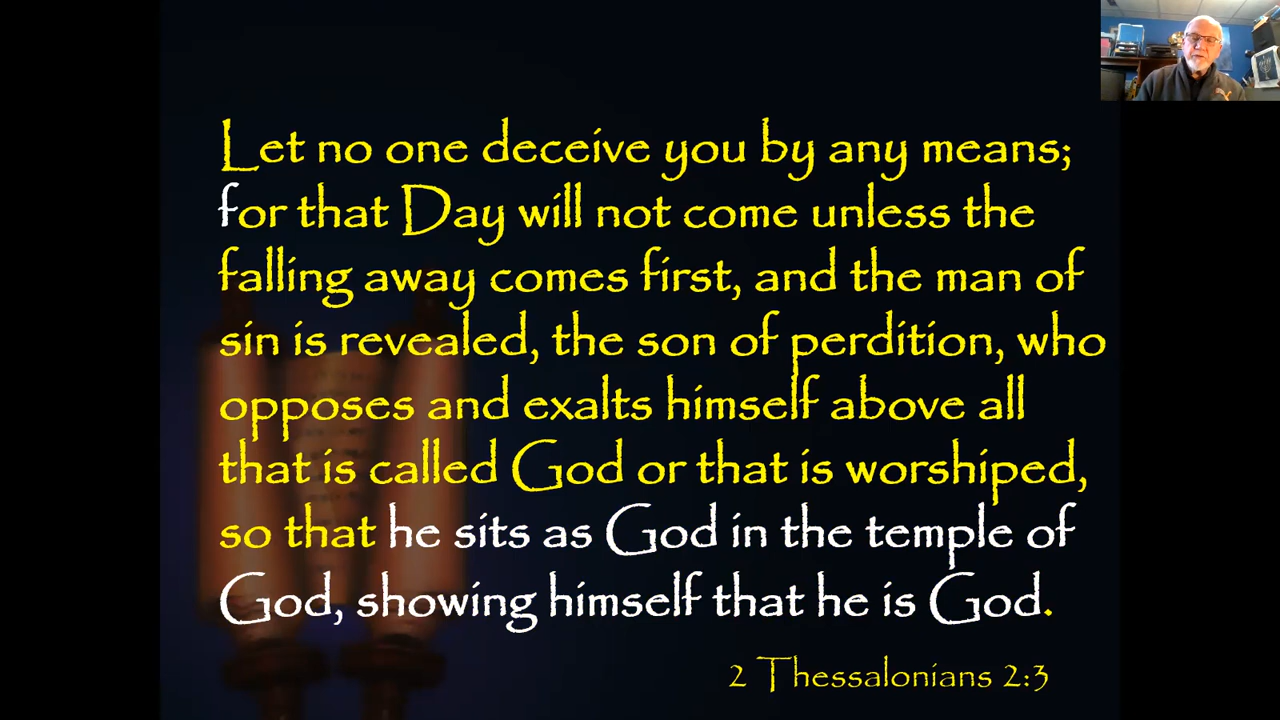 Let no one deceive you by any means;
for that Day will not come unless the
falling away comes first, and the man of
sin is revealed, the son of perdition, who
opposes and exalts himself above all
that is called God or that is worshiped,
so that he sits as God in the temple of
God, showing himself that he is God.
2 Thessalonians 2:3